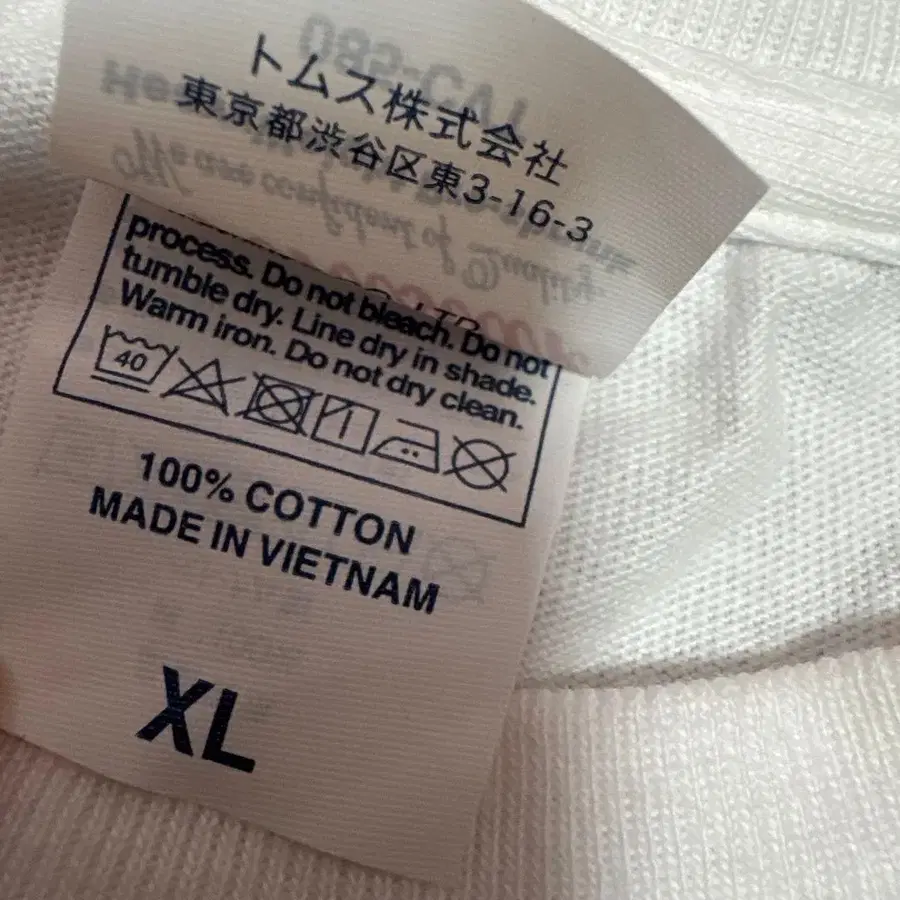 トムス株式会社
東京都渋谷区東3-16-3
process. Do not bleach. Do not
tumble dry. Line dry in shade.
Warm iron. Do not dry clean.
40
100% COTTON
MADE IN VIETNAM
XL